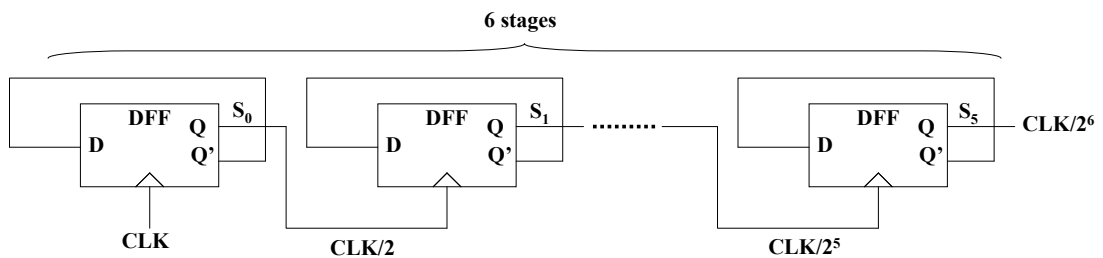 6 stages
DFF S₀
Q
D
Q’
CLK
CLK/2
DFF S₁
Q
D
Q’
DFF S₅
Q
D
Q’
CLK/2⁵
CLK/2⁶